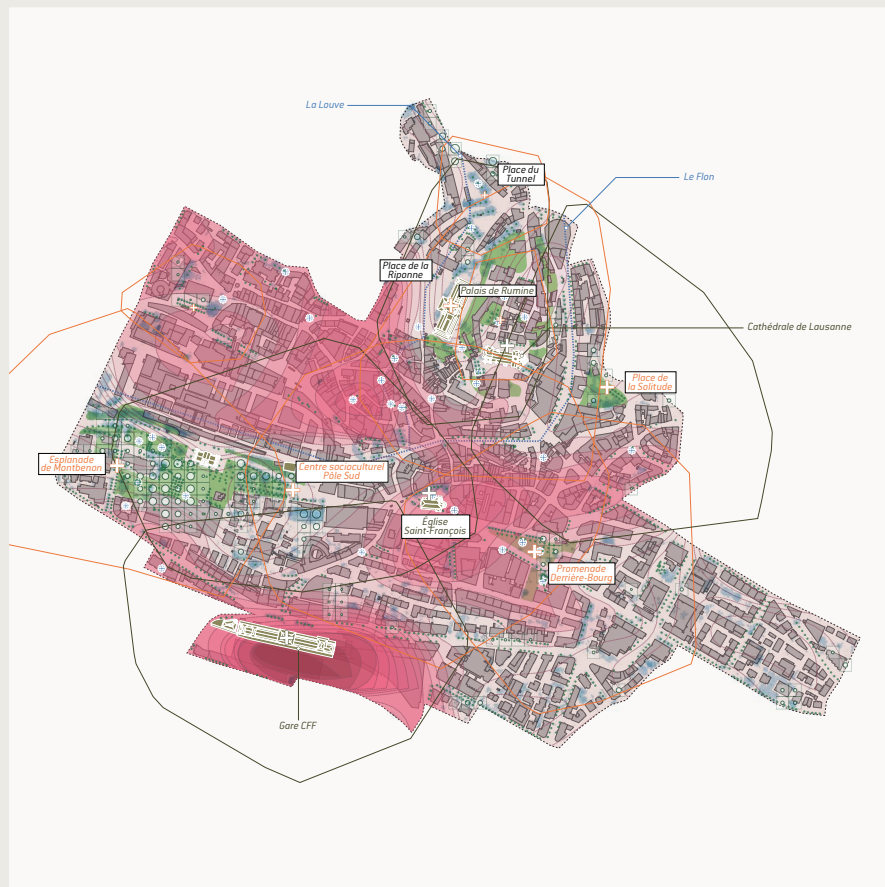 La Louve
Place du
Tunnel
Le Flon
Place de la
Riponne
Palais de Rumine
Cathédrale de Lausanne
Place de
la Solitude
Esplanade
de Montbenon
Centre socioculturel
Pôle Sud
Église
Saint-François
Promenade
Derrière-Bourg
Gare CFF